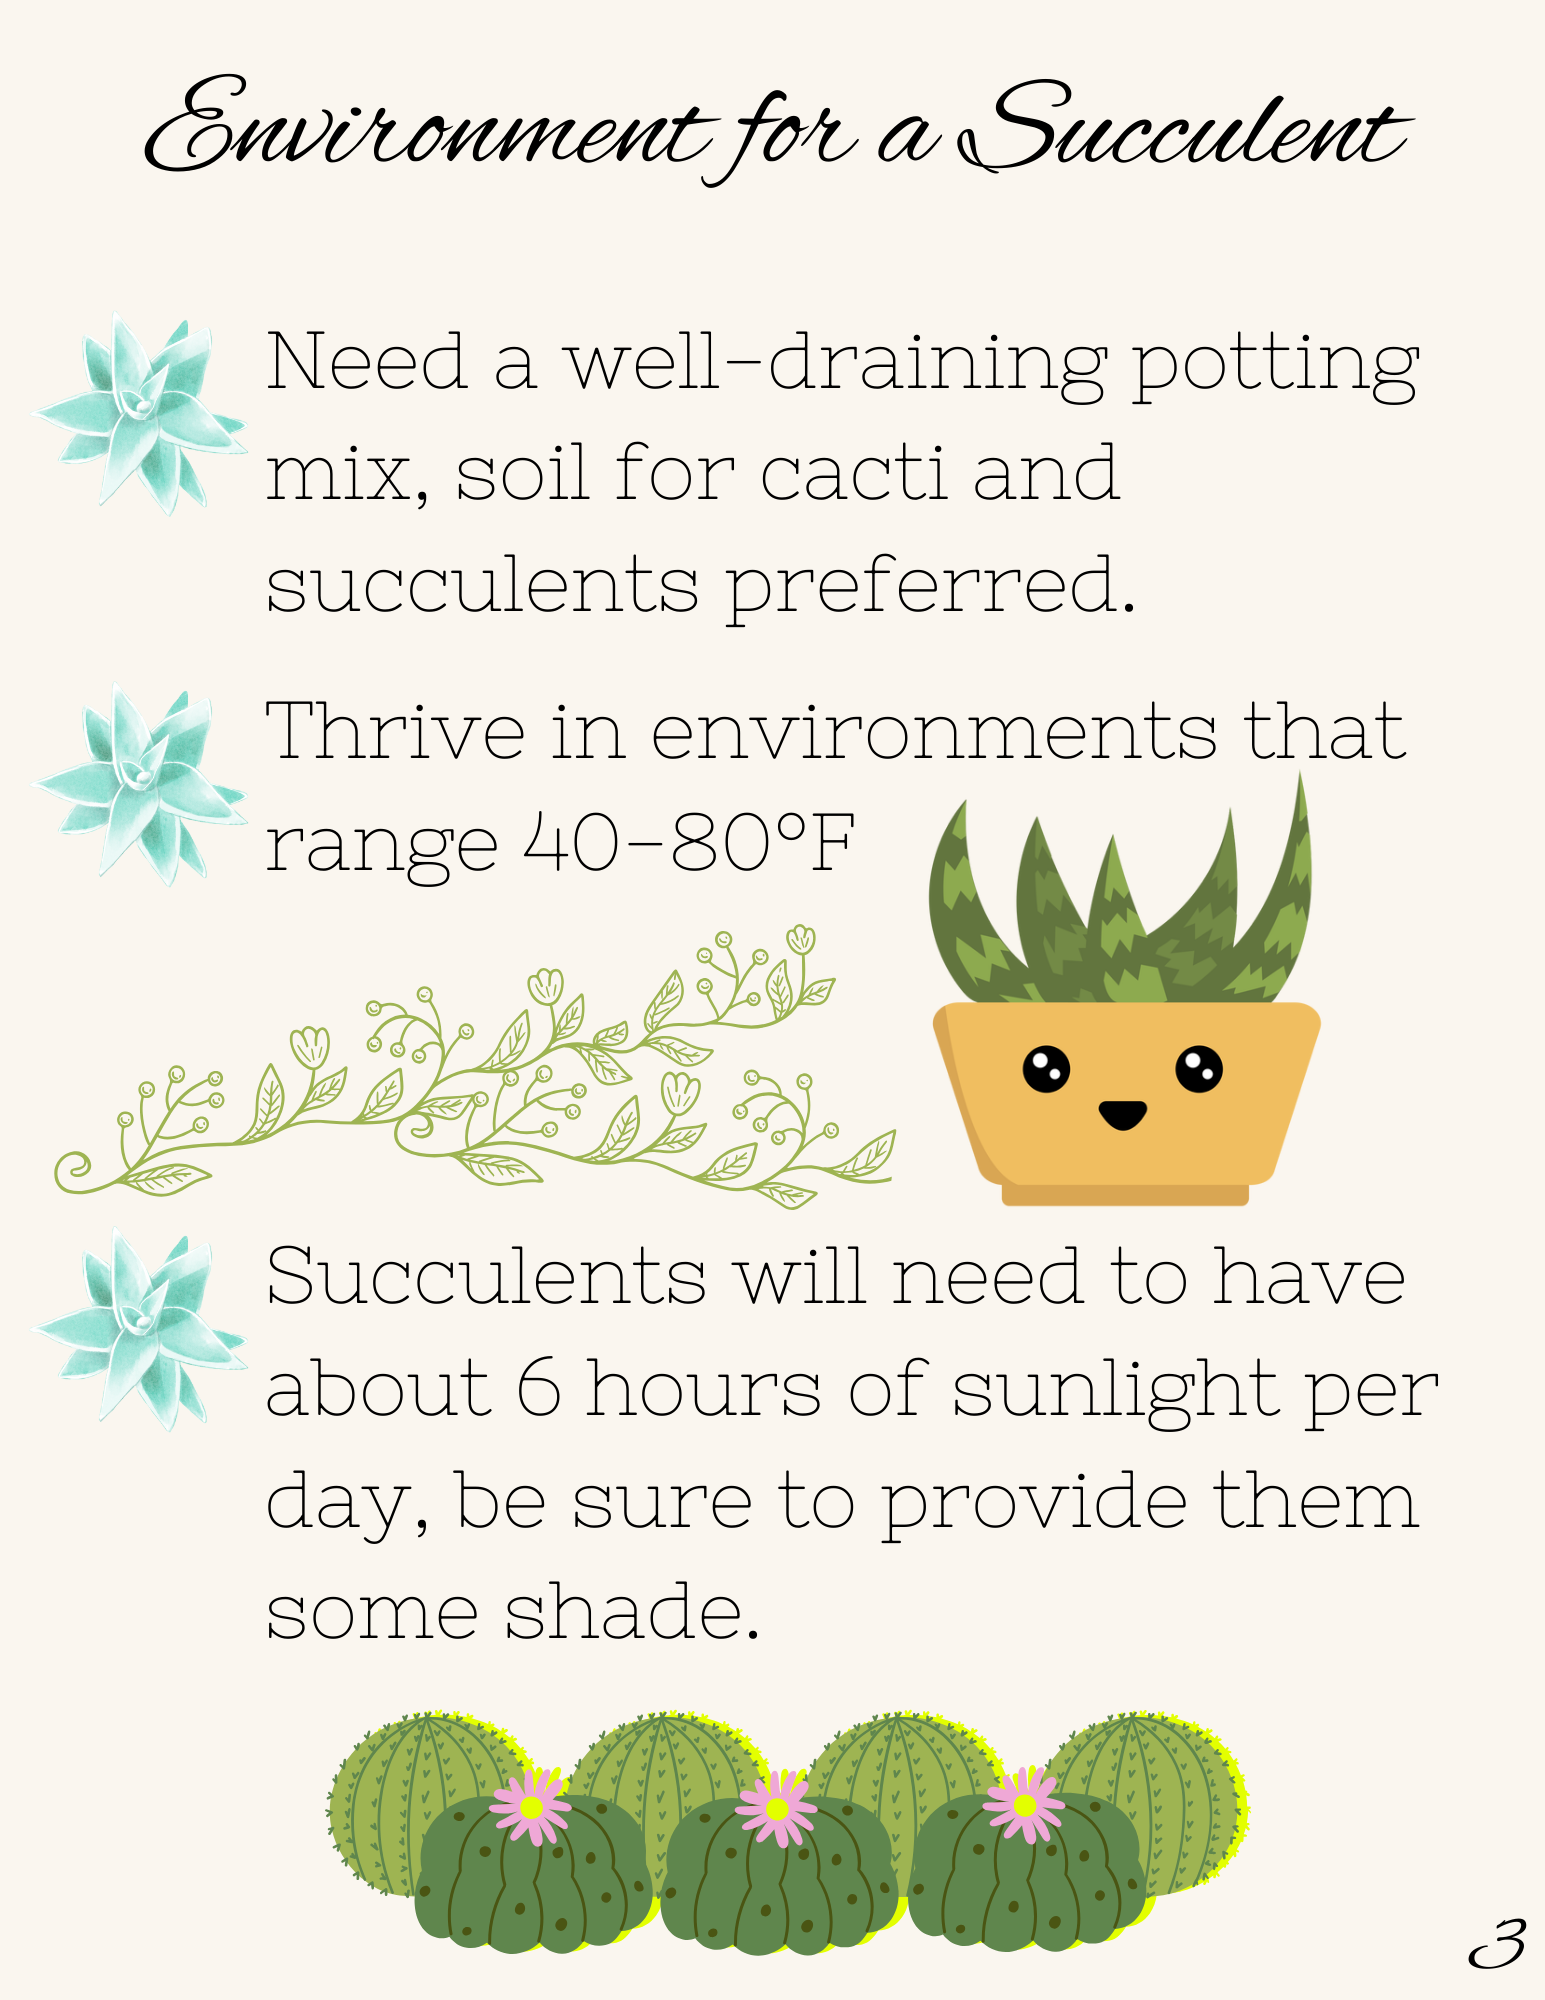 Environment for a Succulent
Need a well-draining potting
mix, soil for cacti and
succulents preferred.
Thrive in environments that
range 40-80°F
Succulents will need to have
about 6 hours of sunlight per
day, be sure to provide them
some shade.
3